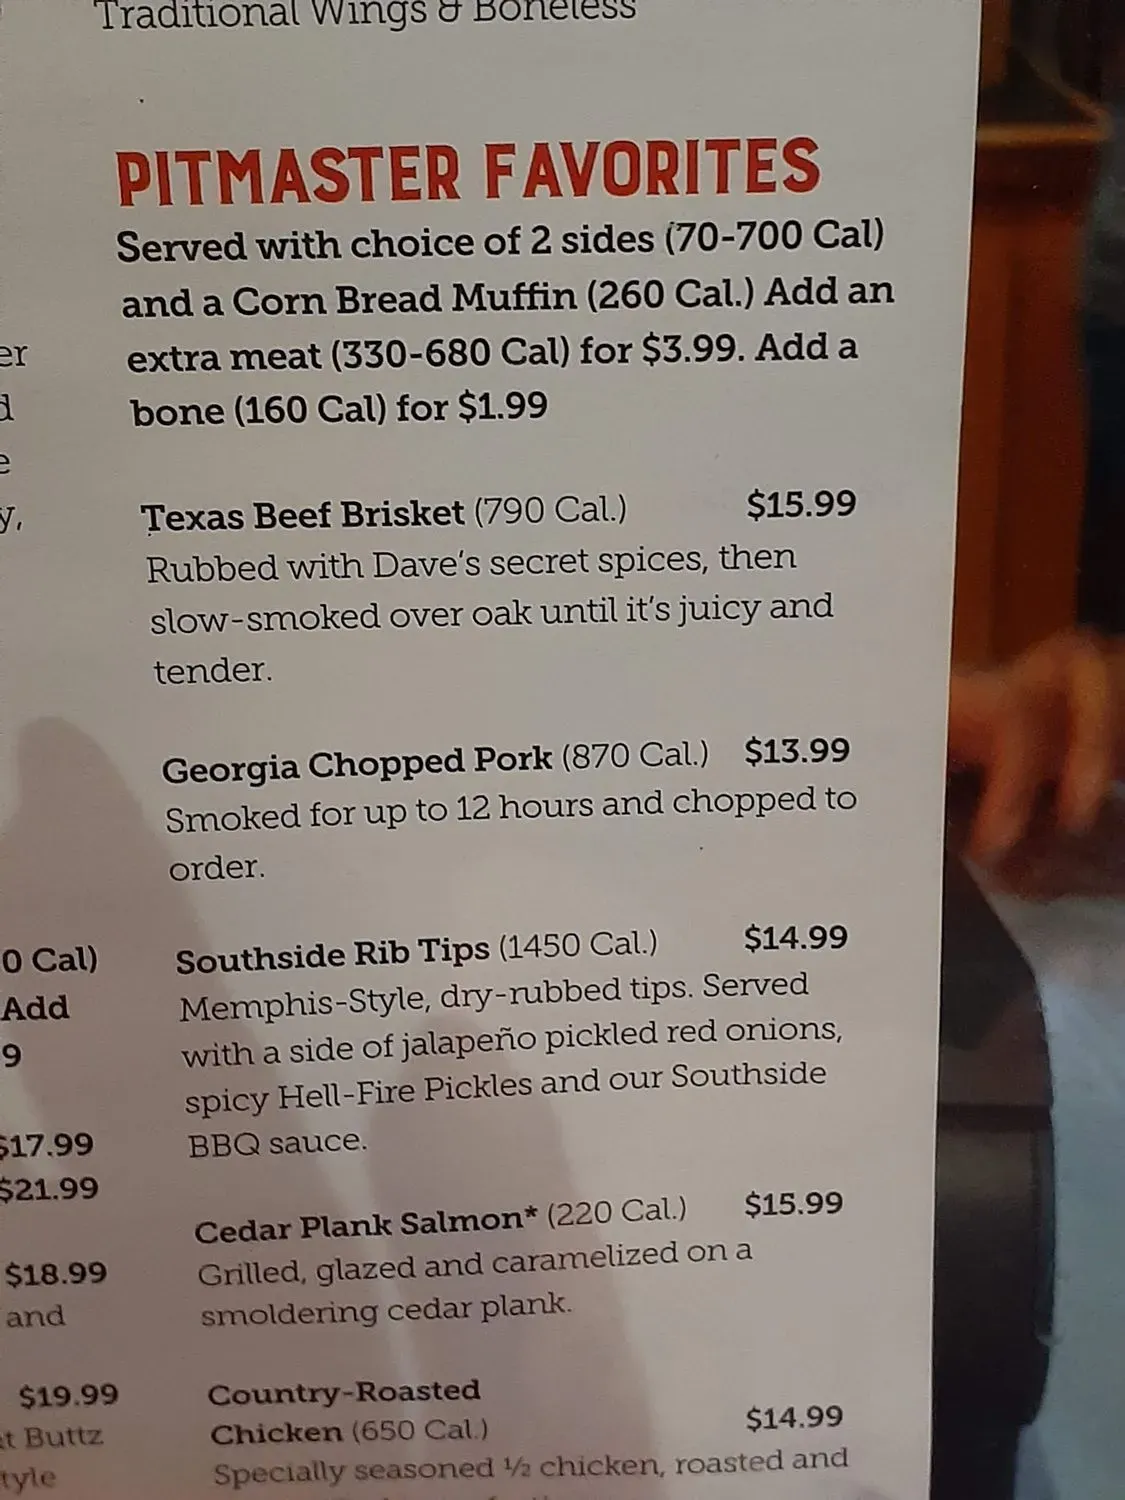 Traditional Wings & Boneless
PITMASTER FAVORITES
Served with choice of 2 sides (70-700 Cal)
and a Corn Bread Muffin (260 Cal.) Add an
extra meat (330-680 Cal) for $3.99. Add a
bone (160 Cal) for $1.99
Texas Beef Brisket (790 Cal.) $15.99
Rubbed with Dave's secret spices, then
slow-smoked over oak until it's juicy and
tender.
Georgia Chopped Pork (870 Cal.) $13.99
Smoked for up to 12 hours and chopped to
order.
Southside Rib Tips (1450 Cal.) $14.99
Memphis-Style, dry-rubbed tips. Served
with a side of jalapeño pickled red onions,
spicy Hell-Fire Pickles and our Southside
BBQ sauce.
Cedar Plank Salmon* (220 Cal.) $15.99
Grilled, glazed and caramelized on a
smoldering cedar plank.
Country-Roasted
Chicken (650 Cal.) $14.99
Specially seasoned ½ chicken, roasted and
er
d
e
y,
0 Cal)
Add
9
$17.99
$21.99
$18.99
and
$19.99
t Buttz
tyle